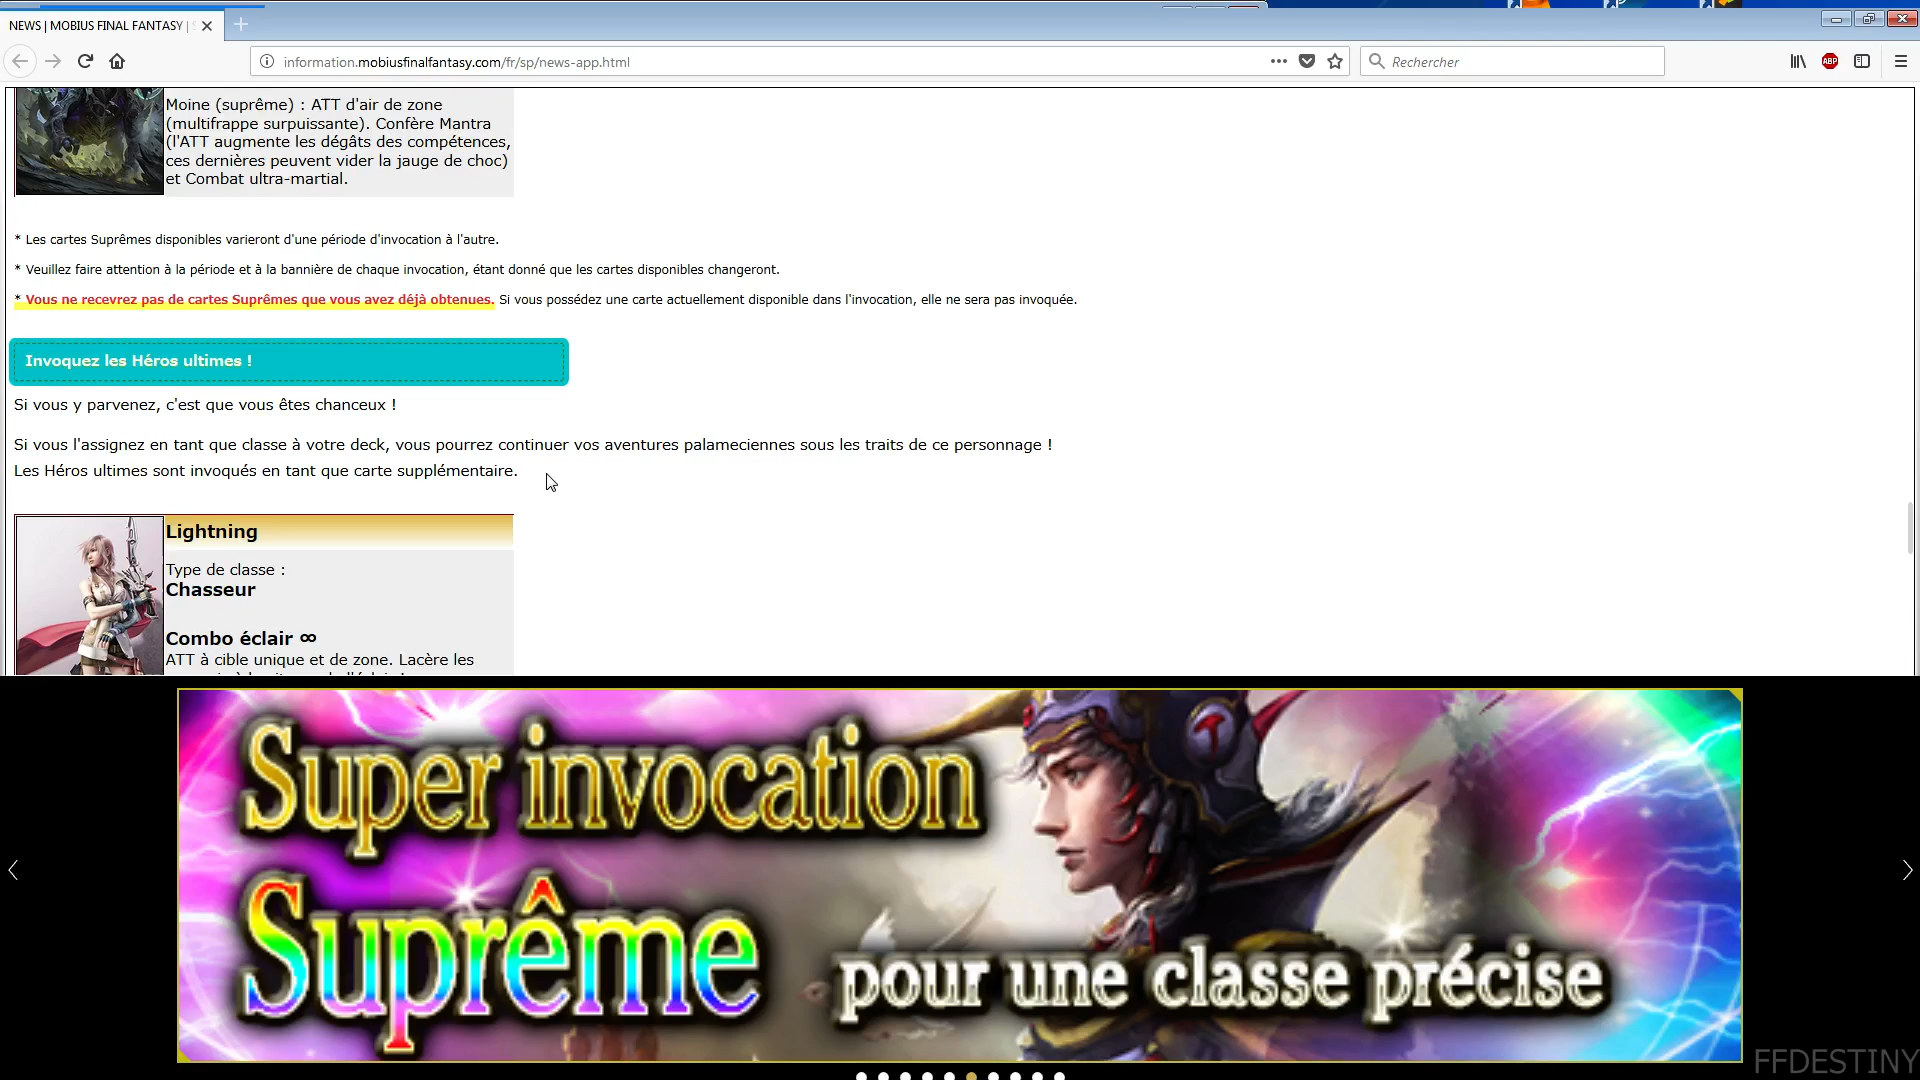 NEWS | MOBIUS FINAL FANTASY |
information.mobiusfinalfantasy.com/fr/sp/news-app.html
Rechercher
ABP
Moine (suprême) : ATT d'air de zone
(multifrappe surpuissante). Confère Mantra
(l'ATT augmente les dégâts des compétences,
ces dernières peuvent vider la jauge de choc)
et Combat ultra-martial.
* Les cartes Suprêmes disponibles varieront d'une période d'invocation à l'autre.
* Veuillez faire attention à la période et à la bannière de chaque invocation, étant donné que les cartes disponibles changeront.
* Vous ne recevrez pas de cartes Suprêmes que vous avez déjà obtenues. Si vous possédez une carte actuellement disponible dans l'invocation, elle ne sera pas invoquée.
Invoquez les Héros ultimes !
Si vous y parvenez, c'est que vous êtes chanceux !
Si vous l'assignez en tant que classe à votre deck, vous pourrez continuer vos aventures palameciennes sous les traits de ce personnage !
Les Héros ultimes sont invoqués en tant que carte supplémentaire.
Lightning
Type de classe :
Chasseur
Combo éclair ∞
ATT à cible unique et de zone. Lacère les
Super invocation
Suprême
pour une classe précise
FFDESTINY